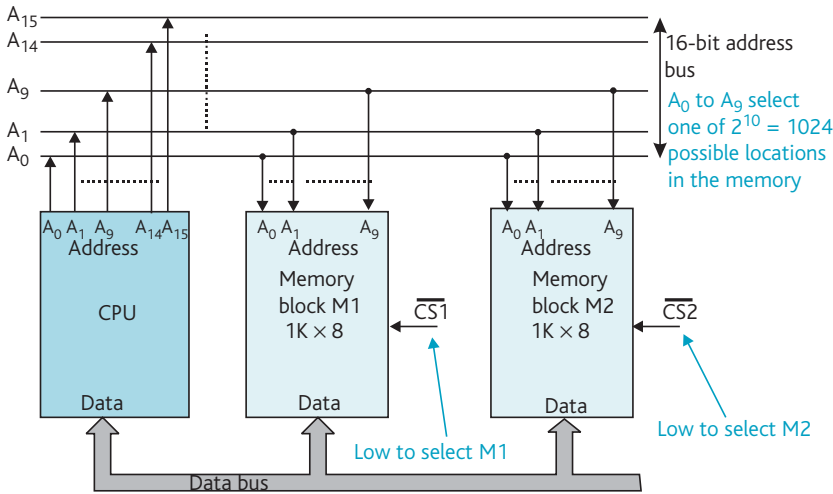 A15
A14
A9
A1
A0
16-bit address
bus
A0 to A9 select
one of 2^10 = 1024
possible locations
in the memory
A0 A1 A9 A14 A15
Address
CPU
Data
A0 A1 A9
Address
Memory
block M1
1K × 8
Data
C̅S̅1̅
Low to select M1
A0 A1 A9
Address
Memory
block M2
1K × 8
Data
C̅S̅2̅
Low to select M2
Data bus